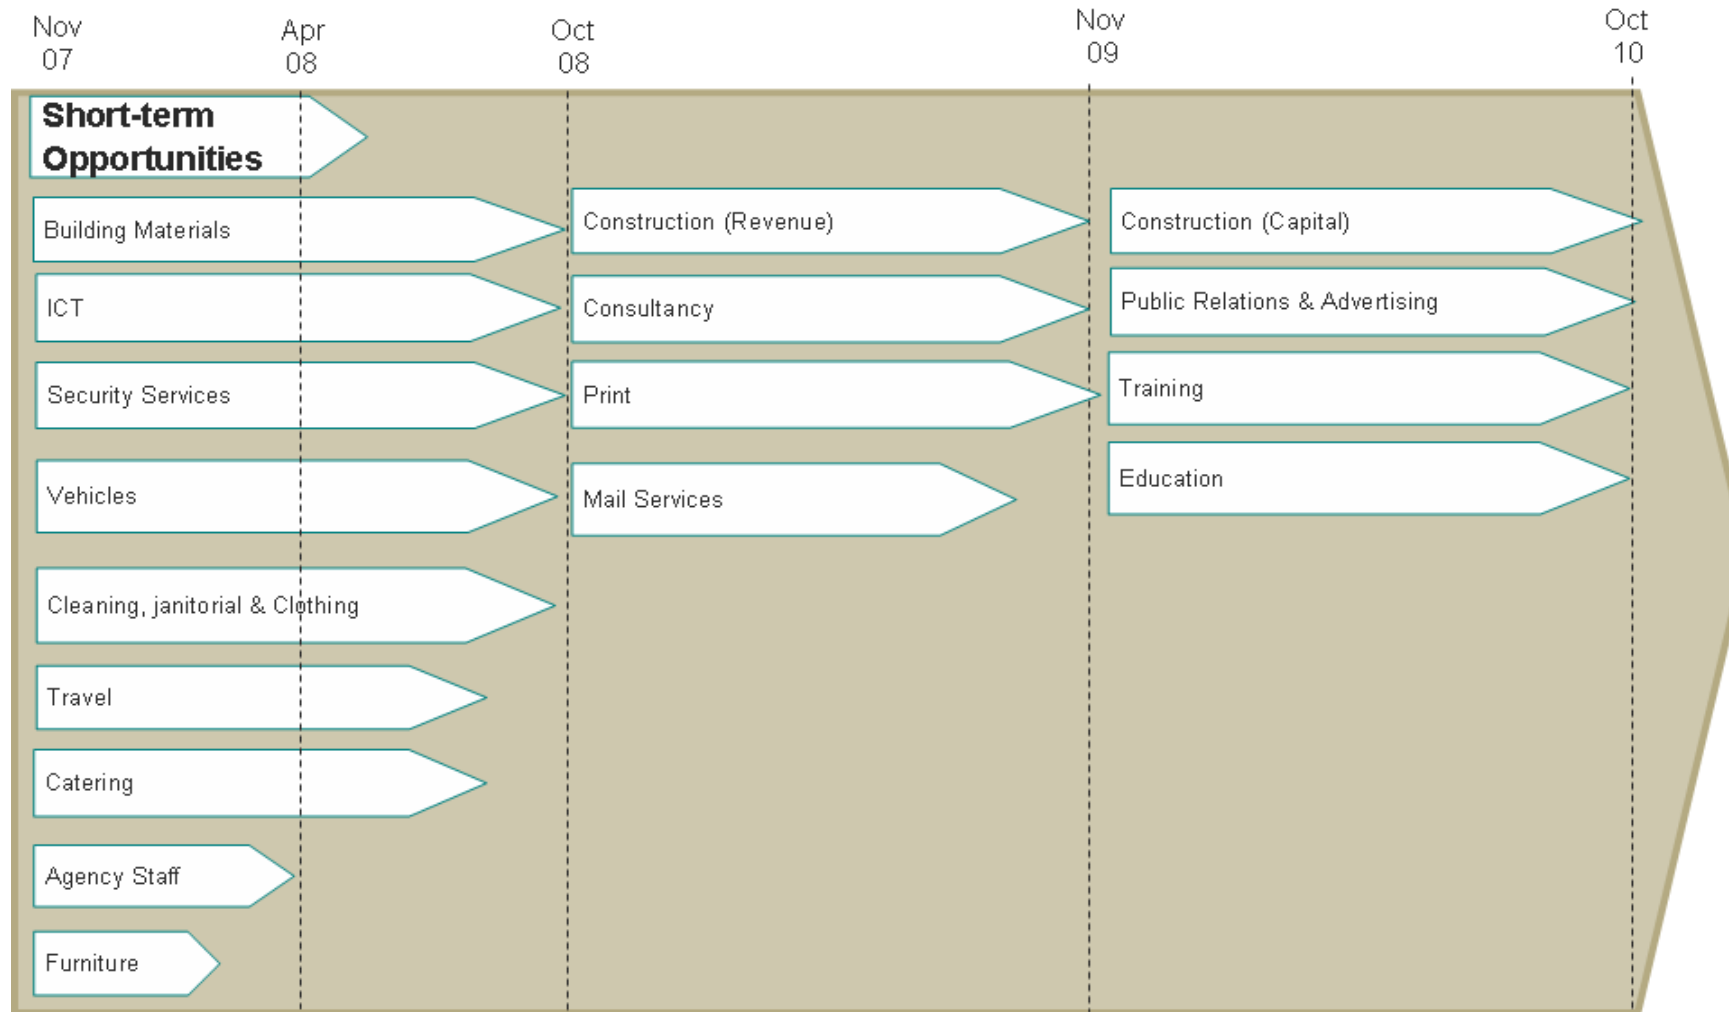 Nov
07
Apr
08
Oct
08
Nov
09
Oct
10
Short-term
Opportunities
Building Materials
Construction (Revenue)
Construction (Capital)
ICT
Consultancy
Public Relations & Advertising
Security Services
Print
Training
Vehicles
Mail Services
Education
Cleaning, janitorial & Clothing
Travel
Catering
Agency Staff
Furniture